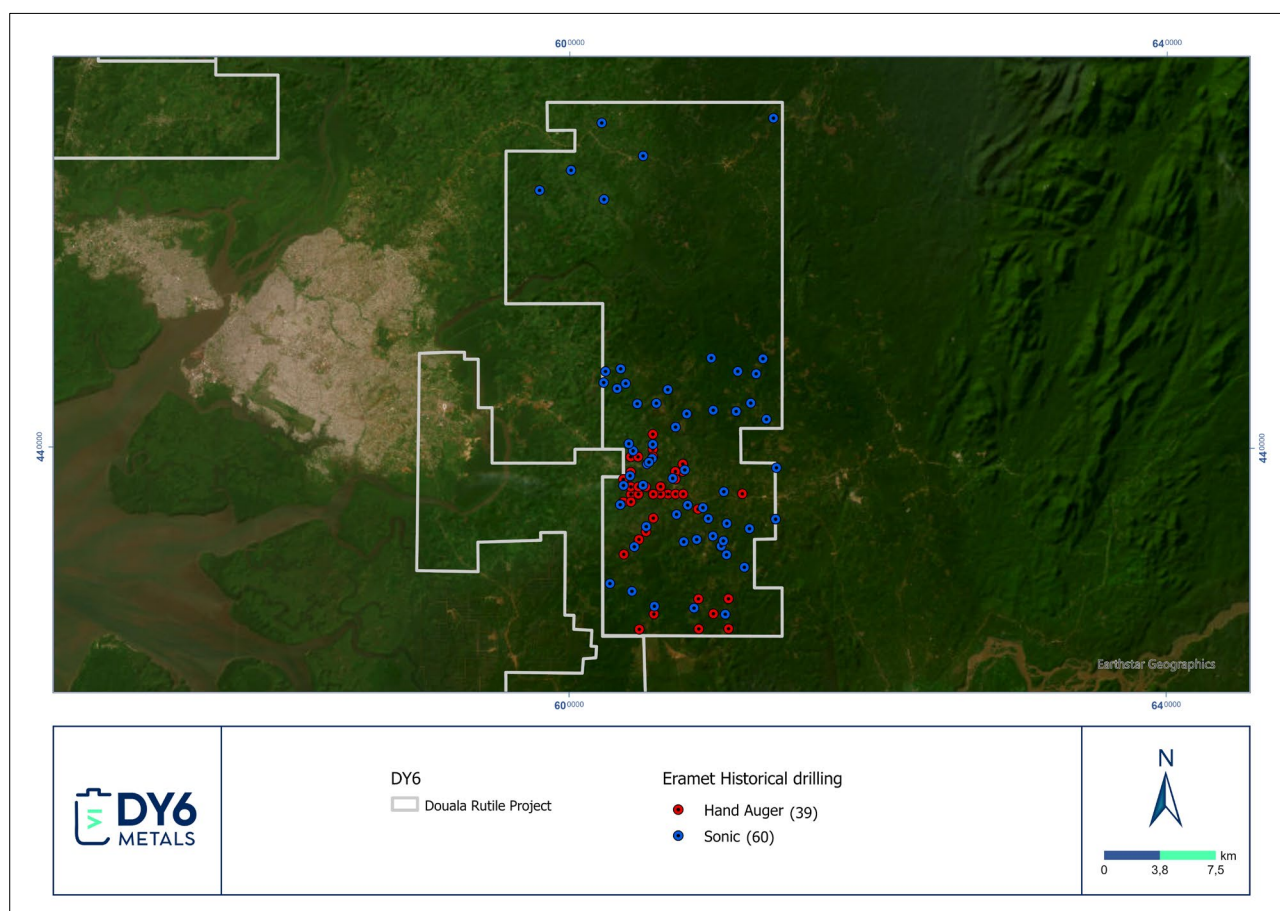 600000 640000
440000 440000
Earthstar Geographics
600000 640000
DY6
METALS
DY6
Douala Rutile Project
Eramet Historical drilling
Hand Auger (39)
Sonic (60)
N
km
0 3,8 7,5